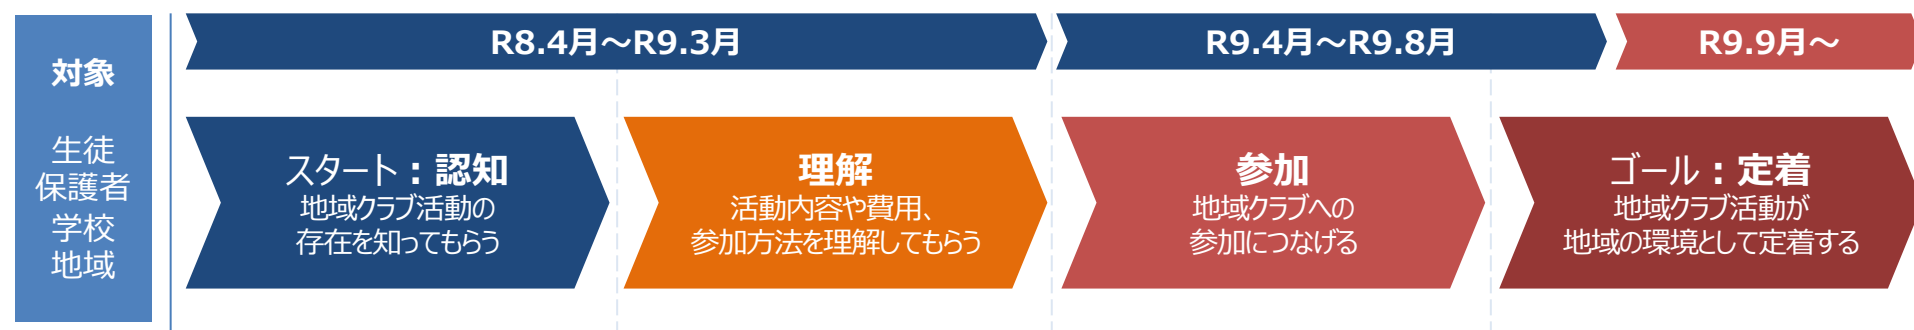 対象
生徒
保護者
学校
地域
R8.4月～R9.3月
R9.4月～R9.8月
R9.9月～
スタート：認知
地域クラブ活動の
存在を知ってもらう
理解
活動内容や費用、
参加方法を理解してもらう
参加
地域クラブへの
参加につなげる
ゴール：定着
地域クラブ活動が
地域の環境として定着する